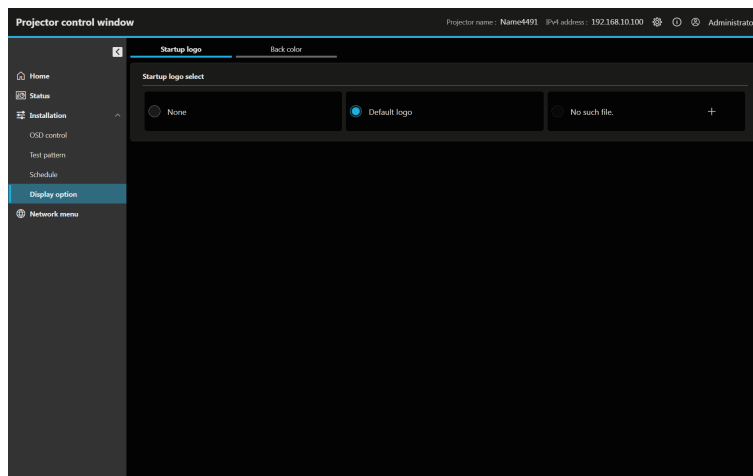 Projector control window
Projector name : Name4491 IPv4 address : 192.168.10.100 Administrato
Startup logo Back color
Home
Status
Installation
OSD control
Test pattern
Schedule
Display option
Network menu
Startup logo select
None
Default logo
No such file. +